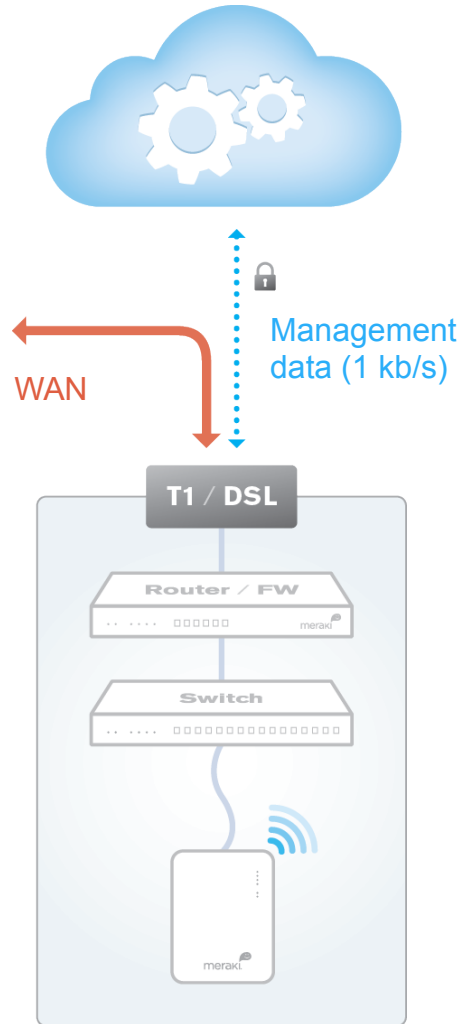 Management
data (1 kb/s)
WAN
T1 / DSL
Router / FW
meraki
Switch
meraki